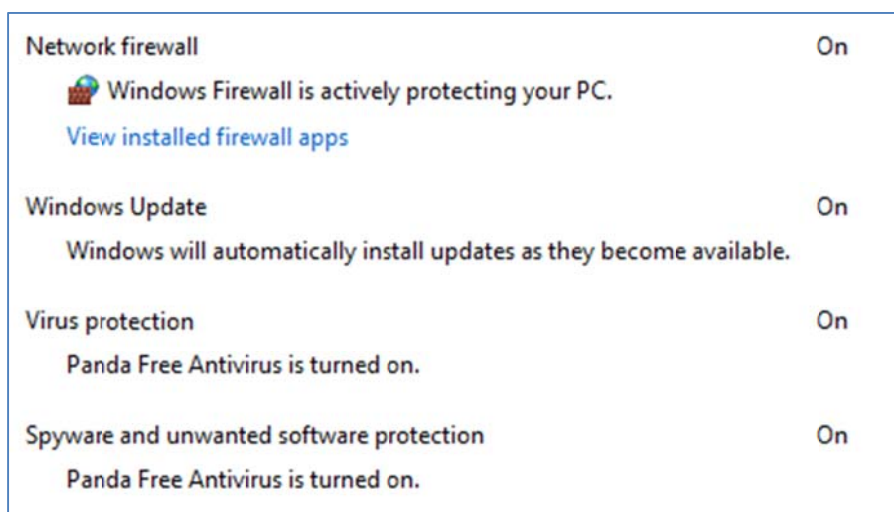 Network firewall On
Windows Firewall is actively protecting your PC.
View installed firewall apps
Windows Update On
Windows will automatically install updates as they become available.
Virus protection On
Panda Free Antivirus is turned on.
Spyware and unwanted software protection On
Panda Free Antivirus is turned on.